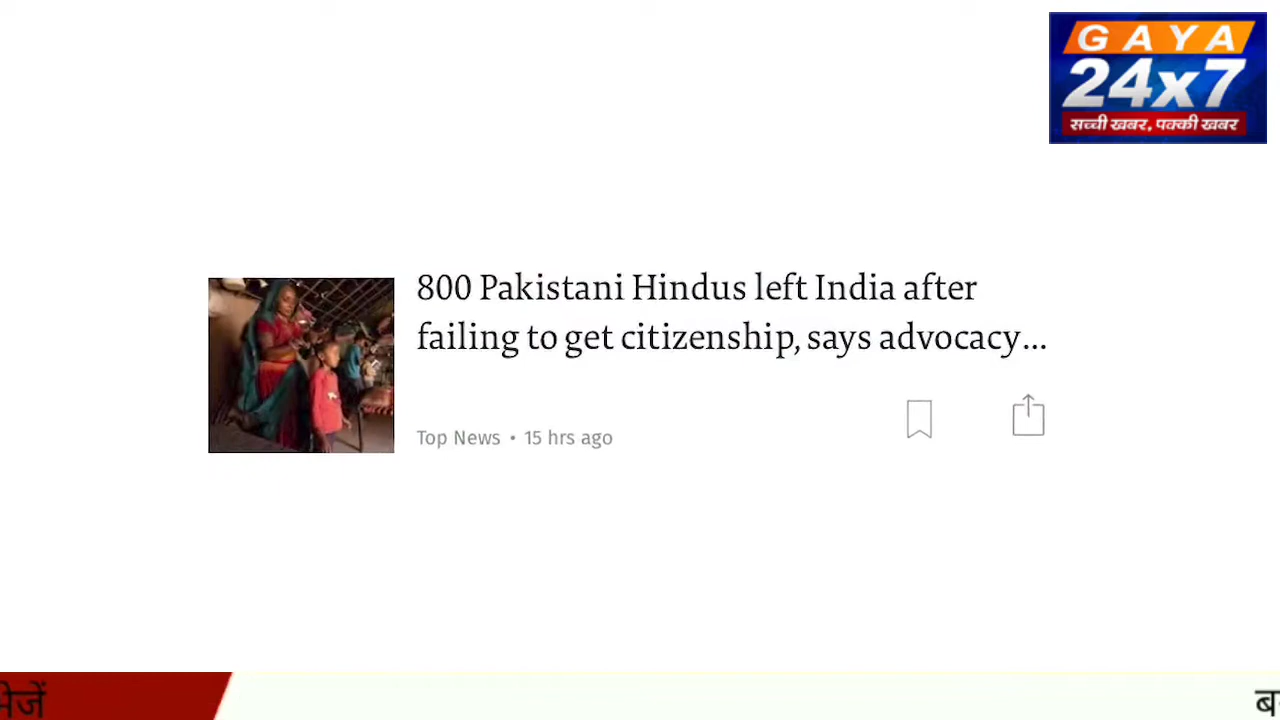 GAYA
24x7
सच्ची खबर, पक्की खबर
800 Pakistani Hindus left India after
failing to get citizenship, says advocacy...
Top News • 15 hrs ago